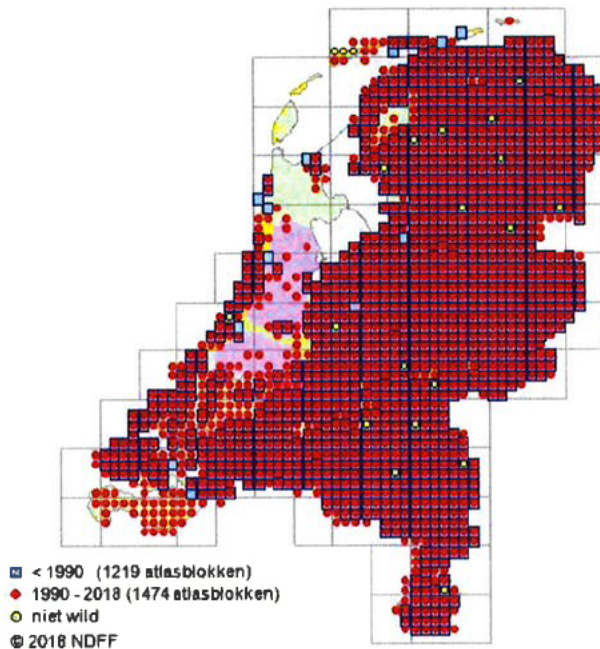 N < 1990 (1219 atlasblokken)
1990 - 2018 (1474 atlasblokken)
niet wild
© 2018 NDFF